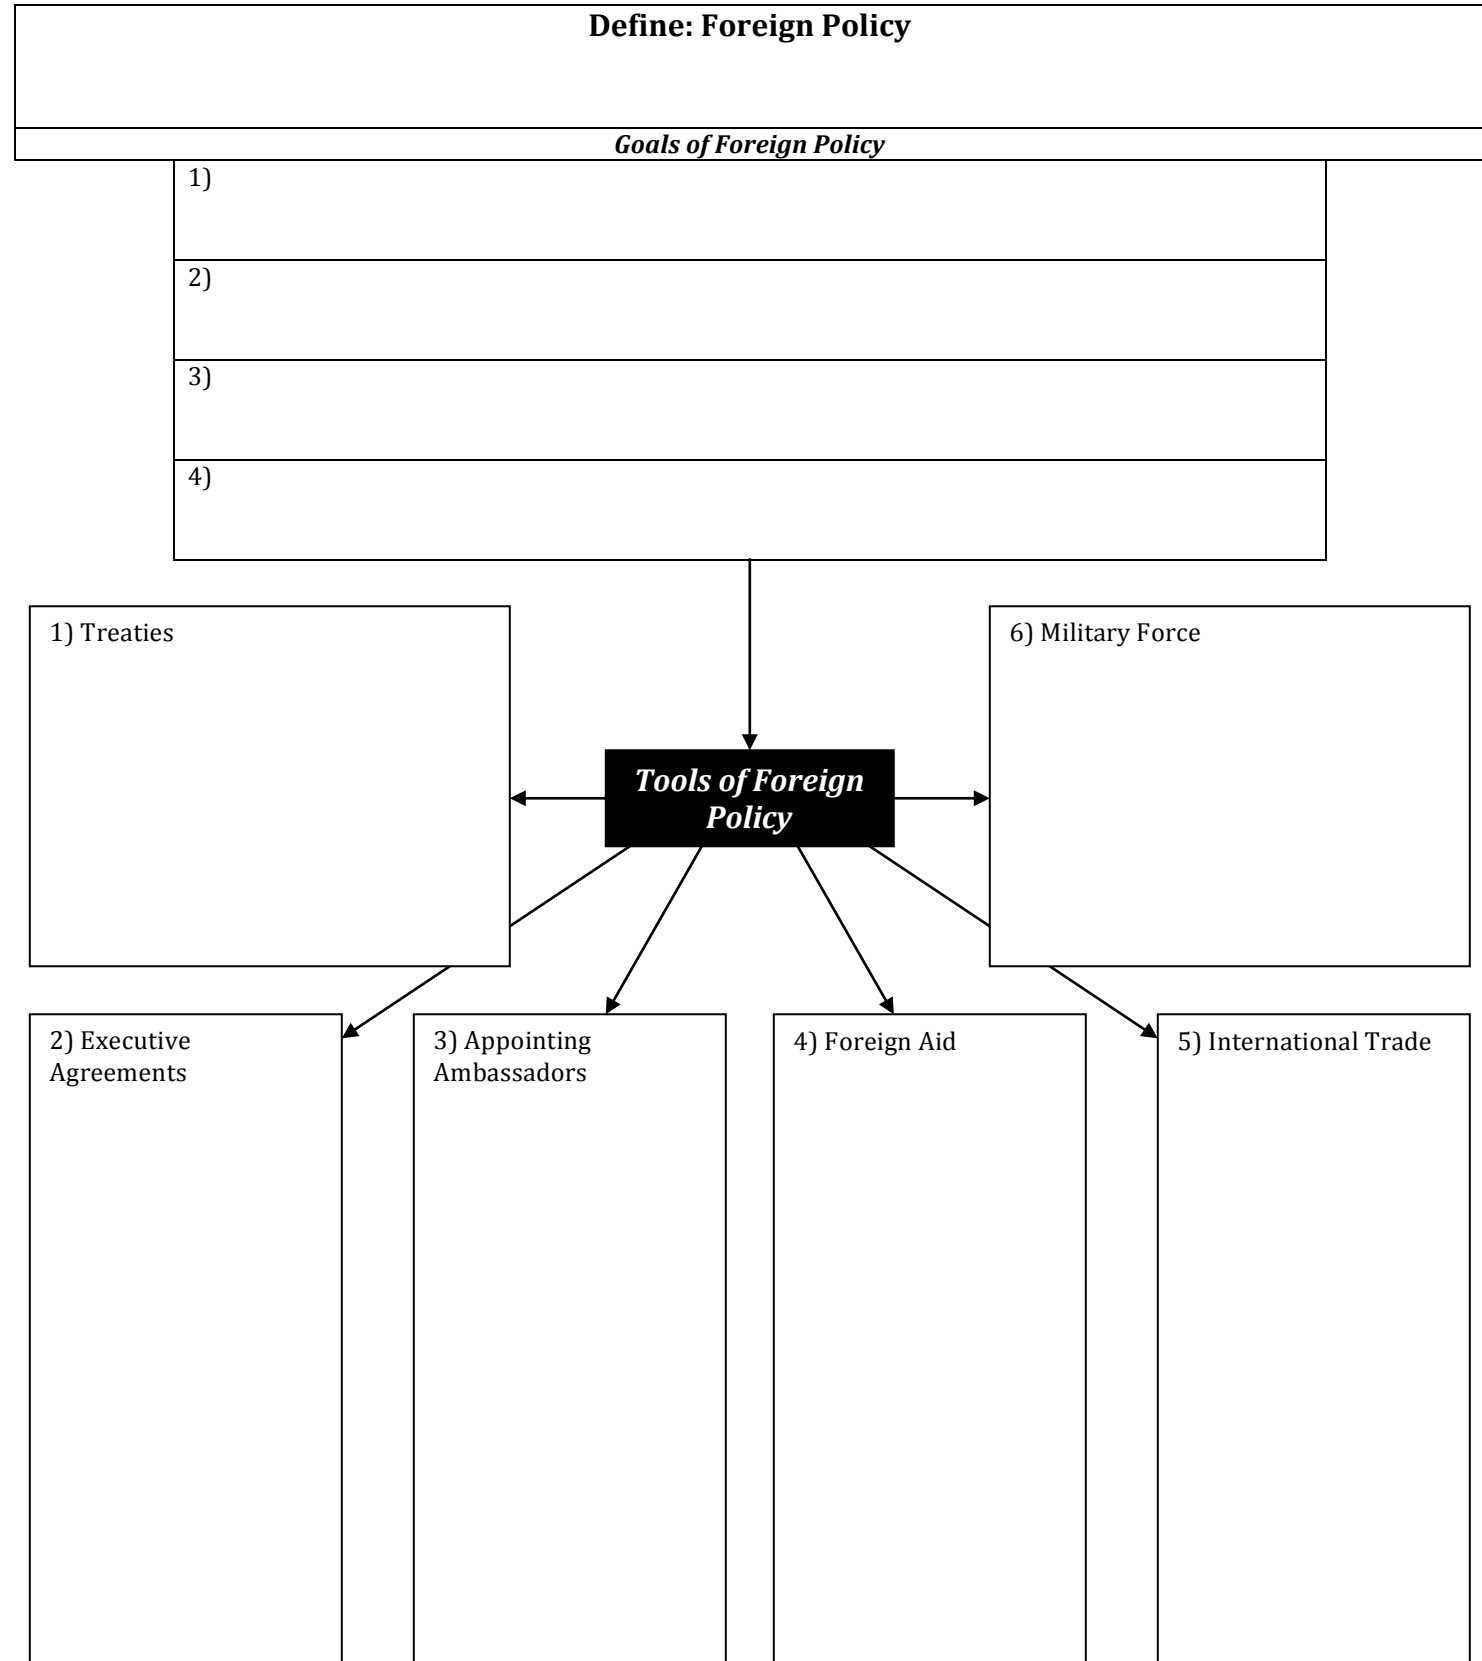 Define: Foreign Policy
Goals of Foreign Policy
1)
2)
3)
4)
1) Treaties
6) Military Force
Tools of Foreign
Policy
2) Executive
Agreements
3) Appointing
Ambassadors
4) Foreign Aid
5) International Trade